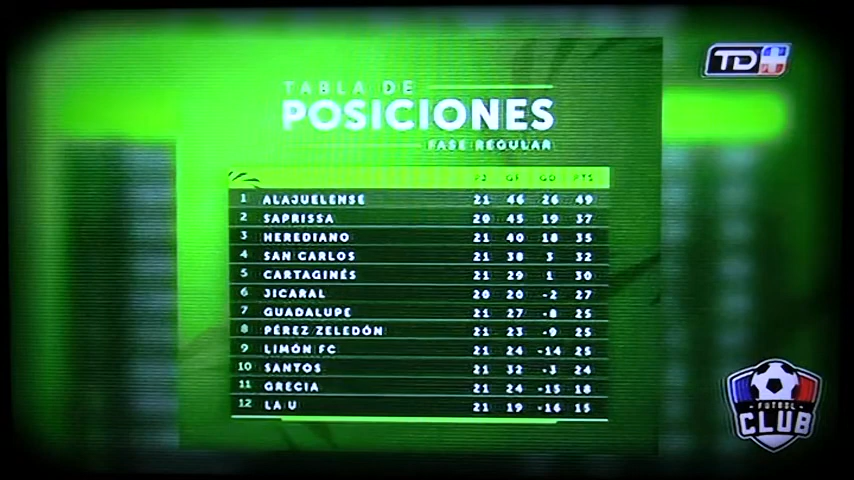 TD+
TABLA DE
POSICIONES
FASE REGULAR
PJ GF GD PTS
1 ALAJUELENSE 21 46 26 49
2 SAPRISSA 20 45 19 37
3 HEREDIANO 21 40 18 35
4 SAN CARLOS 21 38 3 32
5 CARTAGINÉS 21 29 1 30
6 JICARAL 20 20 -2 27
7 GUADALUPE 21 27 -8 25
8 PÉREZ ZELEDÓN 21 23 -9 25
9 LIMÓN FC 21 24 -14 25
10 SANTOS 21 32 -3 24
11 GRECIA 21 24 -15 18
12 LA U 21 19 -16 15
FUTBOL
CLUB